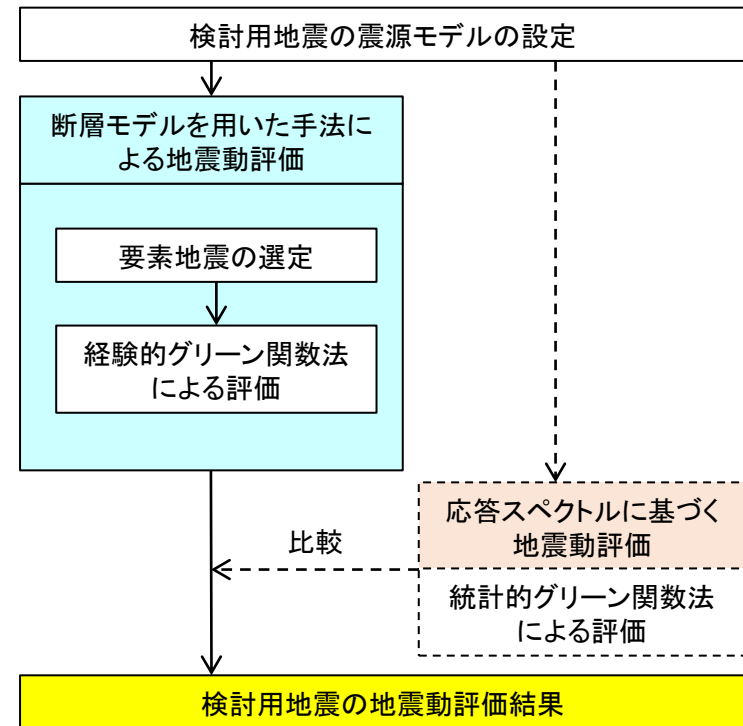 検討用地震の震源モデルの設定
断層モデルを用いた手法に
よる地震動評価
要素地震の選定
経験的グリーン関数法
による評価
応答スペクトルに基づく
地震動評価
比較
統計的グリーン関数法
による評価
検討用地震の地震動評価結果